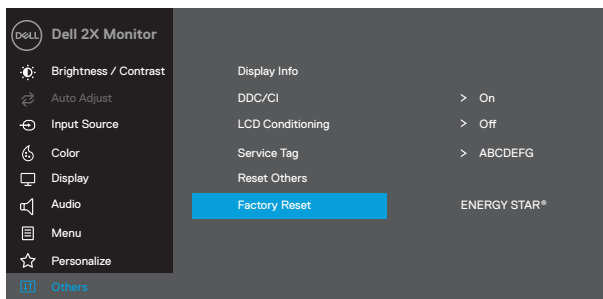 DELL Dell 2X Monitor
Brightness / Contrast
Auto Adjust
Input Source
Color
Display
Audio
Menu
Personalize
Others
Display Info
DDC/CI > On
LCD Conditioning > Off
Service Tag > ABCDEFG
Reset Others
Factory Reset ENERGY STAR®